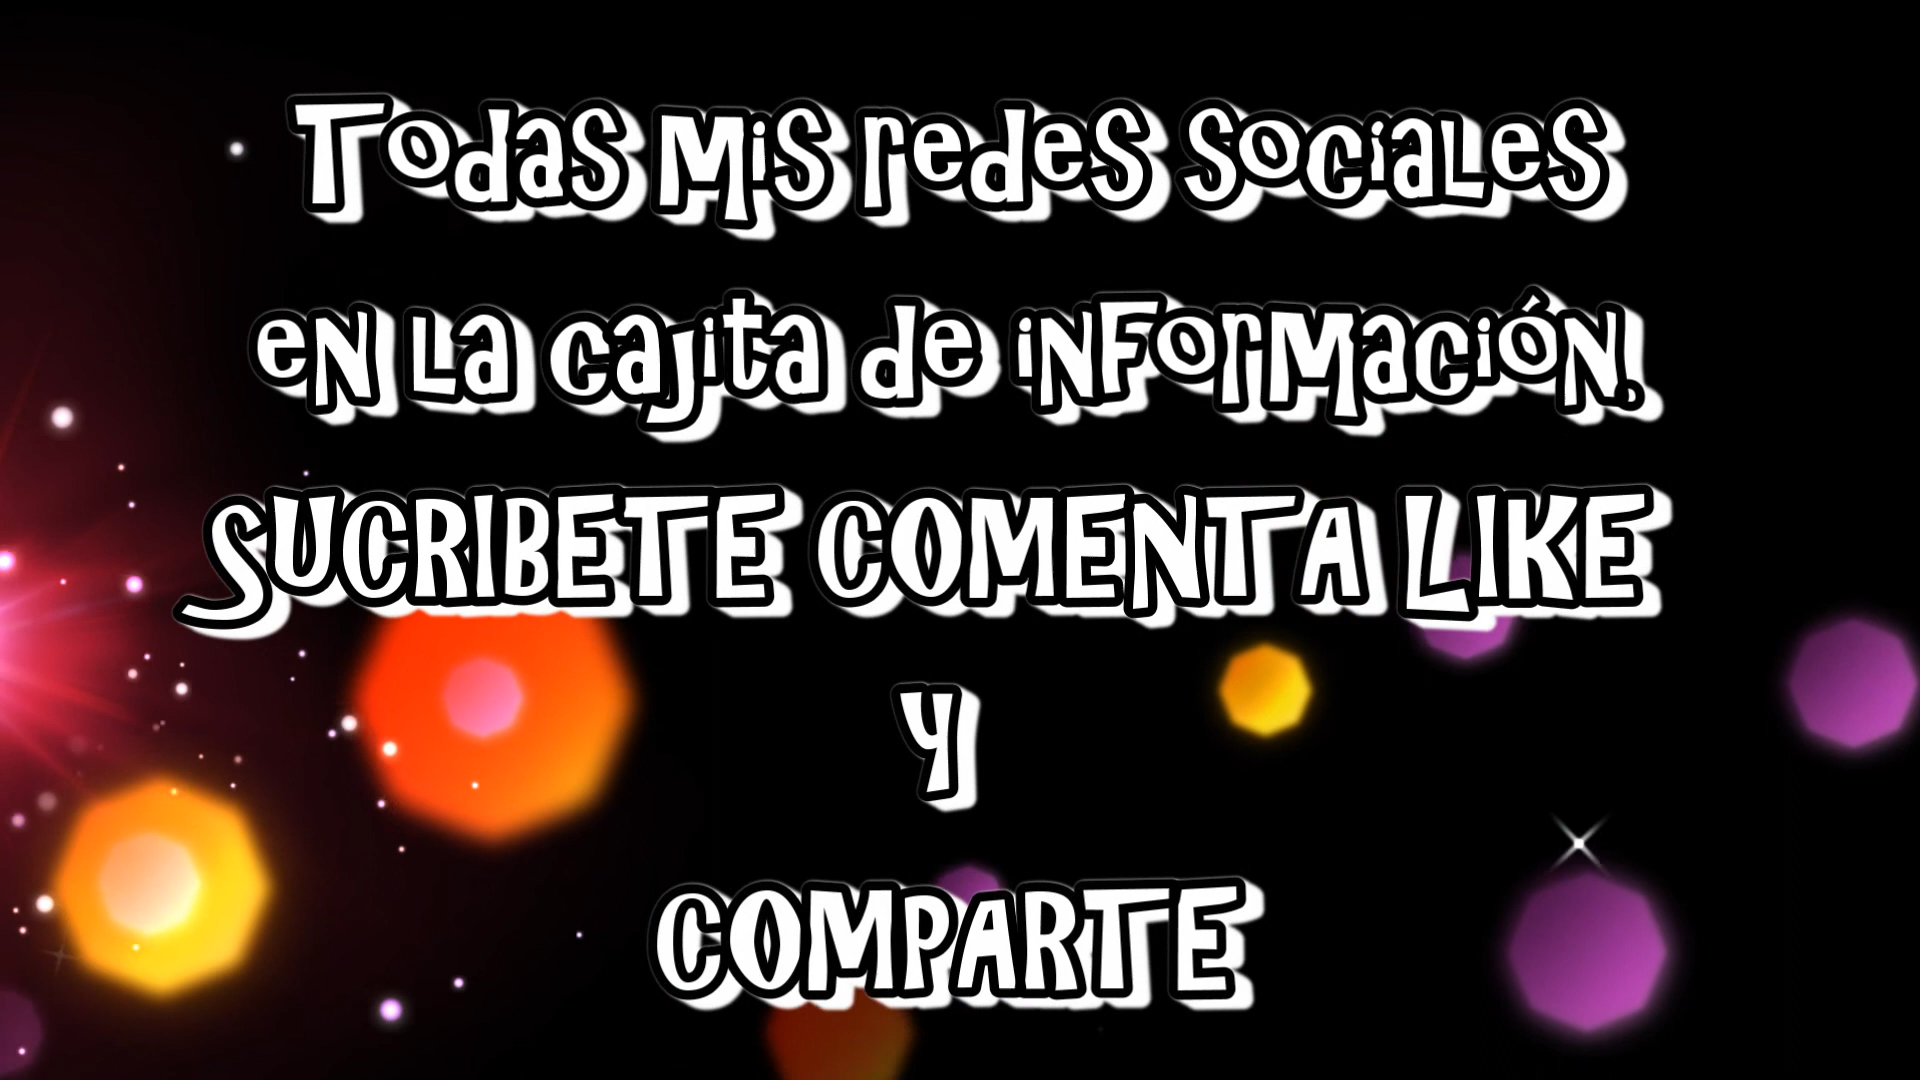 Todas mis redes sociales
en la cajita de información.
SUCRIBETE COMENTA LIKE
Y
COMPARTE